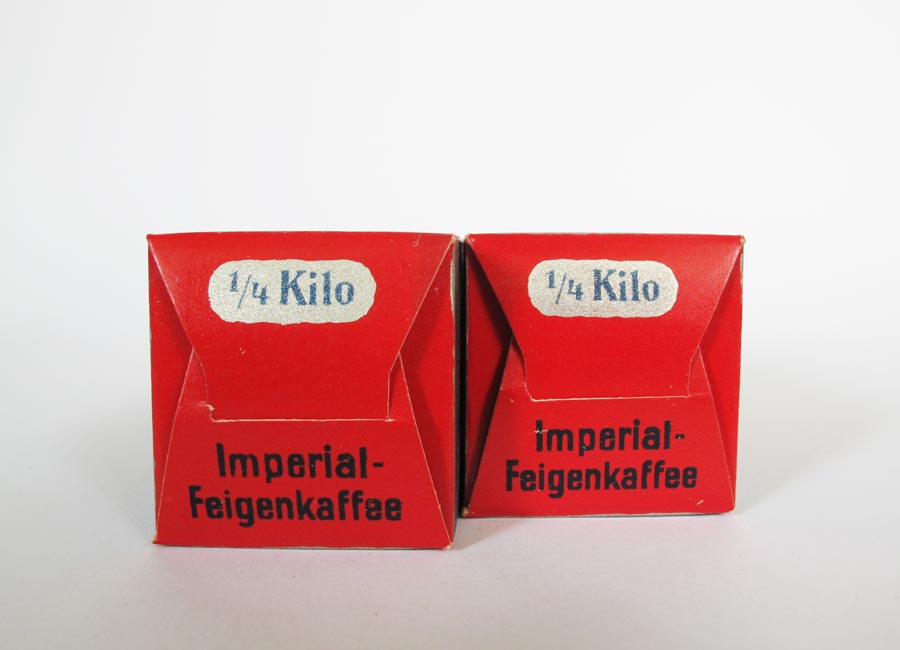 1/4 Kilo
Imperial-
Feigenkaffee
1/4 Kilo
Imperial-
Feigenkaffee